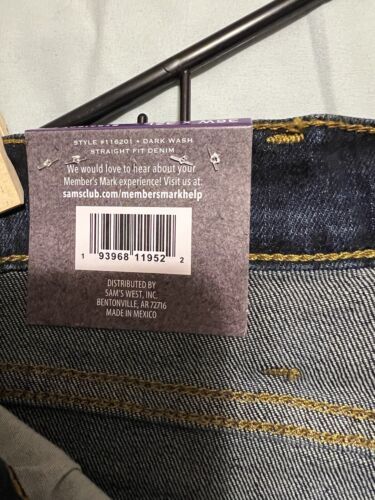 STYLE #116201 • DARK WASH
STRAIGHT FIT DENIM
We would love to hear about your
Member's Mark experience! Visit us at:
samsclub.com/membersmarkhelp
1 93968 11952 2
DISTRIBUTED BY
SAM'S WEST, INC.
BENTONVILLE, AR 72716
MADE IN MEXICO